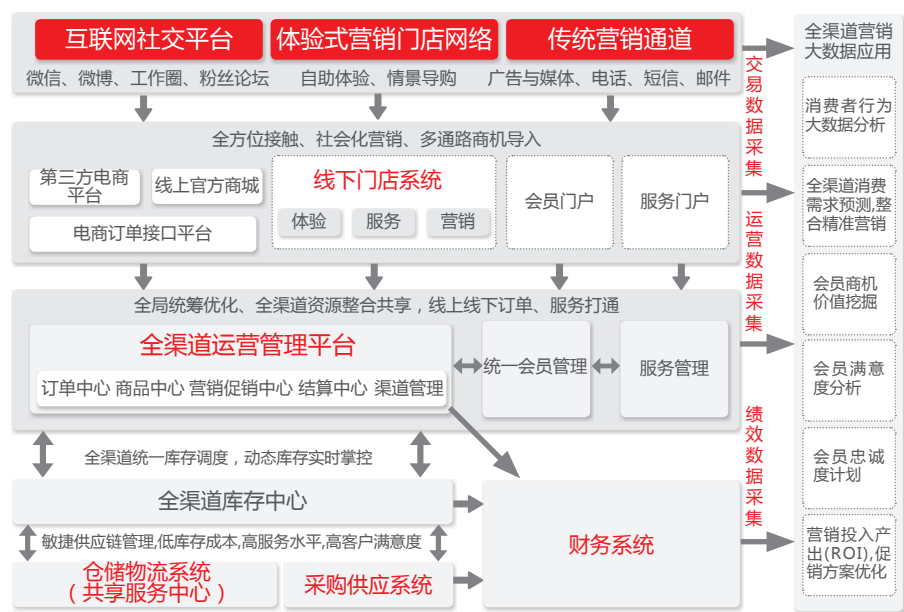 互联网社交平台
体验式营销门店网络
传统营销通道
微信、微博、工作圈、粉丝论坛
自助体验、情景导购
广告与媒体、电话、短信、邮件
全方位接触、社会化营销、多通路商机导入
第三方电商
平台
线上官方商城
电商订单接口平台
线下门店系统
体验
服务
营销
会员门户
服务门户
全局统筹优化、全渠道资源整合共享，线上线下订单、服务打通
全渠道运营管理平台
订单中心 商品中心 营销促销中心 结算中心 渠道管理
统一会员管理
服务管理
全渠道统一库存调度，动态库存实时掌控
全渠道库存中心
敏捷供应链管理,低库存成本,高服务水平,高客户满意度
仓储物流系统
（共享服务中心）
采购供应系统
财务系统
交易数据采集
运营数据采集
绩效数据采集
全渠道营销
大数据应用
消费者行为
大数据分析
全渠道消费
需求预测,整
合精准营销
会员商机
价值挖掘
会员满意
度分析
会员忠诚
度计划
营销投入产
出(ROI),促
销方案优化